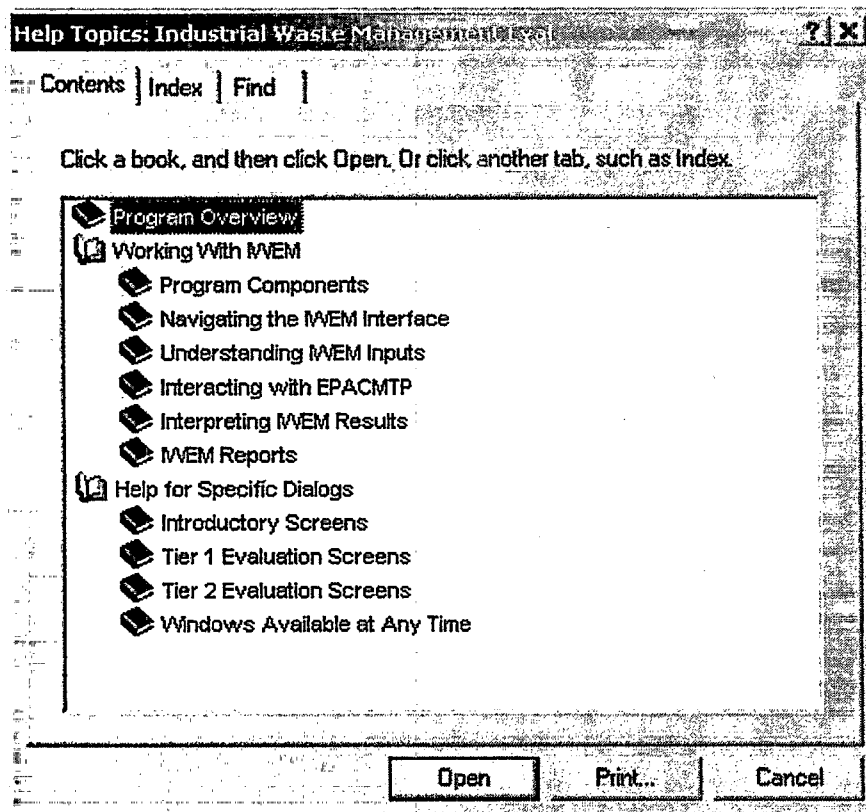 Help Topics: Industrial Waste Management Eval
? X
Contents Index Find
Click a book, and then click Open. Or click another tab, such as Index.
Program Overview
Working With IWEM
Program Components
Navigating the IWEM Interface
Understanding IWEM Inputs
Interacting with EPACMTP
Interpreting IWEM Results
IWEM Reports
Help for Specific Dialogs
Introductory Screens
Tier 1 Evaluation Screens
Tier 2 Evaluation Screens
Windows Available at Any Time
Open Print... Cancel